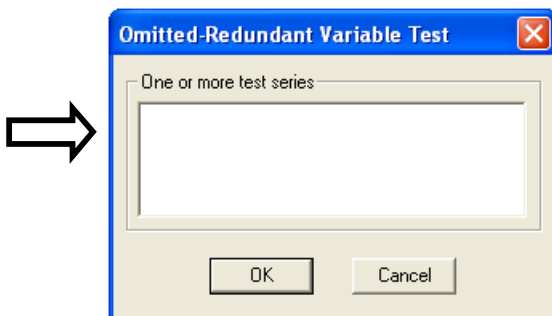 Omitted-Redundant Variable Test
One or more test series
OK Cancel